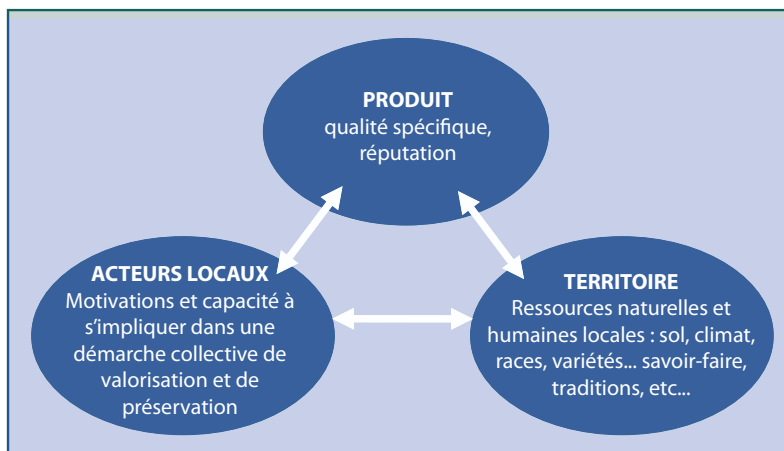 PRODUIT
qualité spécifique,
réputation
ACTEURS LOCAUX
Motivations et capacité à
s’impliquer dans une
démarche collective de
valorisation et de
préservation
TERRITOIRE
Ressources naturelles et
humaines locales : sol, climat,
races, variétés... savoir-faire,
traditions, etc...